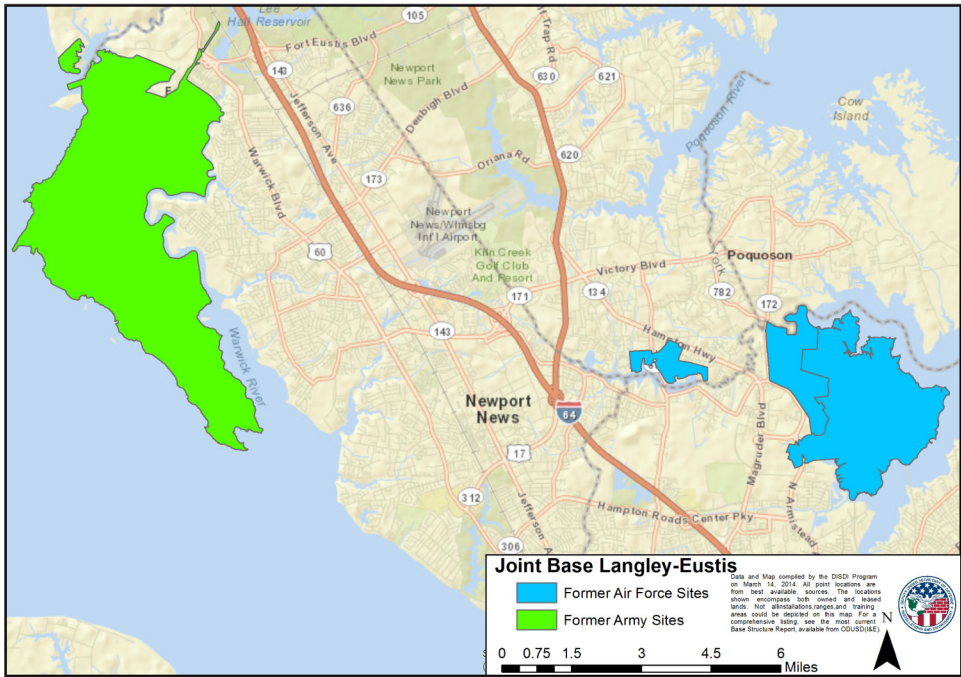 Lee
Hall Reservoir
105
Fort Eustis Blvd
143
Newport
News Park
630
621
636
Jefferson Ave
Denbigh Blvd
Poquoson River
Cow
Island
F
Warwick Blvd
173
Oriana Rd
620
Newport
News/Wlmsbg
Int'l Airport
60
Kiln Creek
Golf Club
And Resort
Victory Blvd
York
Poquoson
134
782
171
172
143
Hampton Hwy
Warwick River
Newport
News
64
Magruder Blvd
17
312
Jefferson A
N Armistead A
Hampton Roads Center Pky
306
Joint Base Langley-Eustis
Former Air Force Sites
Former Army Sites
Data and Map compiled by the DISDI Program
on March 14, 2014. All point locations are
from best available, sources. The locations
shown encompass both owned and leased
lands. Not allinstallations,ranges,and training
areas could be depicted on this map. For a
comprehensive listing, see the most current
Base Structure Report, available from ODUSD(I&E).
N
0 0.75 1.5 3 4.5 6
Miles